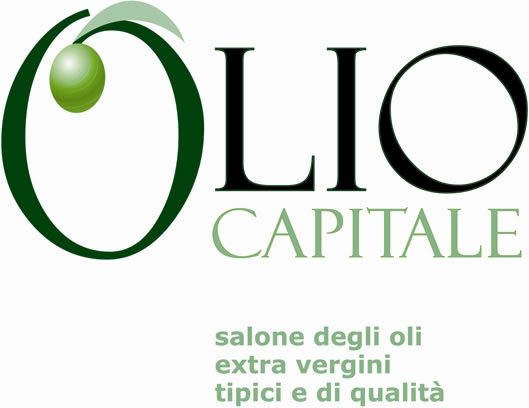 OLIO
CAPITALE
salone degli oli
extra vergini
tipici e di qualità